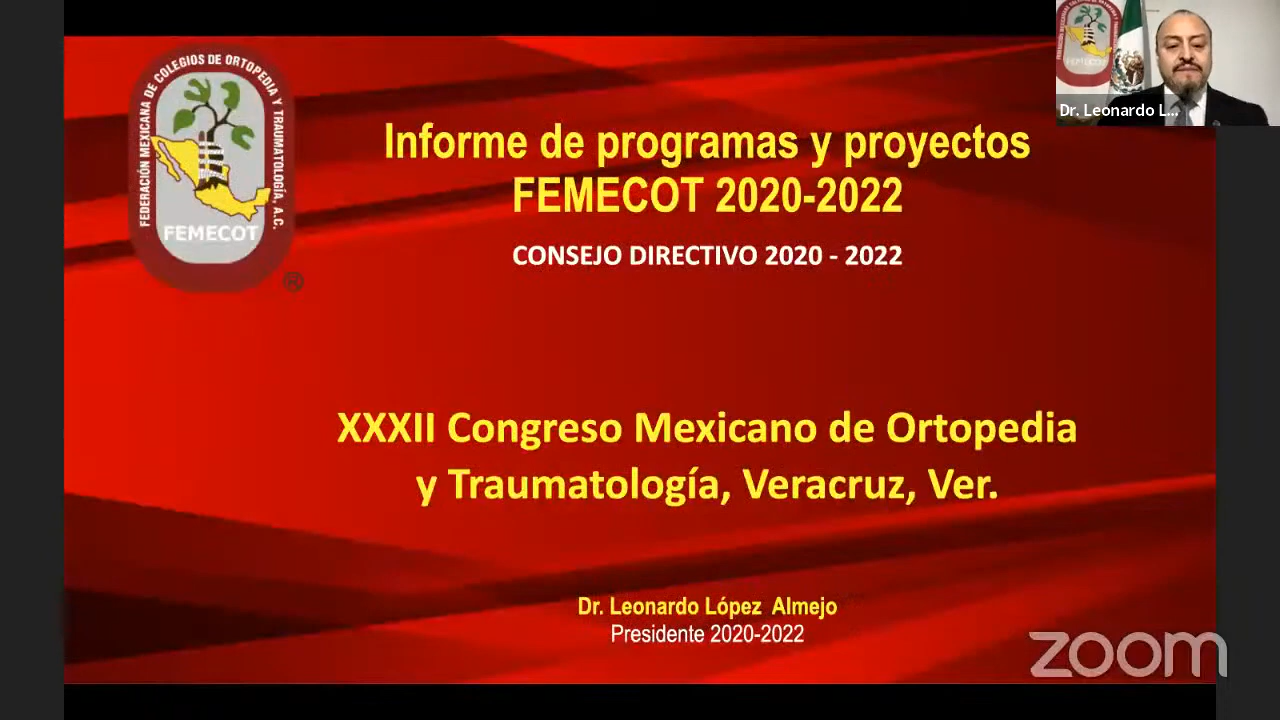 FEDERACIÓN MEXICANA DE COLEGIOS DE ORTOPEDIA Y TRAUMATOLOGÍA, A.C.
FEMECOT
®
Informe de programas y proyectos
FEMECOT 2020-2022
CONSEJO DIRECTIVO 2020 - 2022
XXXII Congreso Mexicano de Ortopedia
y Traumatología, Veracruz, Ver.
Dr. Leonardo López Almejo
Presidente 2020-2022
FEMECOT
Dr. Leonardo L...
zoom